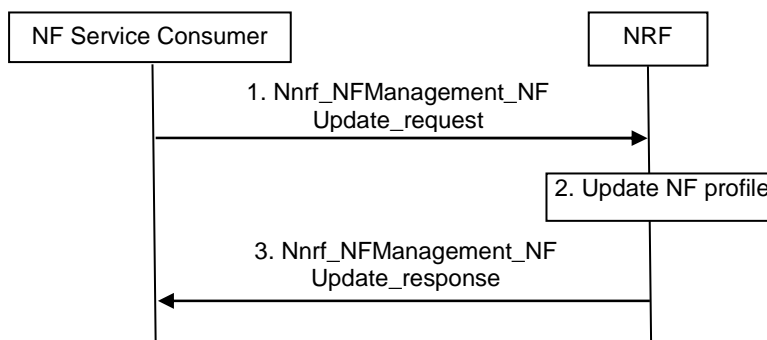 NF Service Consumer
NRF
1. Nnrf_NFManagement_NF
Update_request
2. Update NF profile
3. Nnrf_NFManagement_NF
Update_response